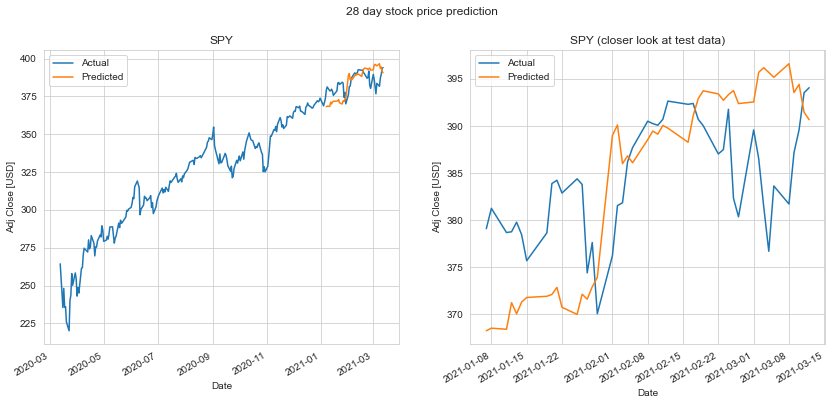 28 day stock price prediction
SPY
Actual
Predicted
Adj Close [USD]
400
375
350
325
300
275
250
225
2020-03
2020-05
2020-07
2020-09
2020-11
2021-01
2021-03
Date
SPY (closer look at test data)
Actual
Predicted
Adj Close [USD]
395
390
385
380
375
370
2021-01-08
2021-01-15
2021-01-22
2021-02-01
2021-02-08
2021-02-15
2021-02-22
2021-03-01
2021-03-08
2021-03-15
Date